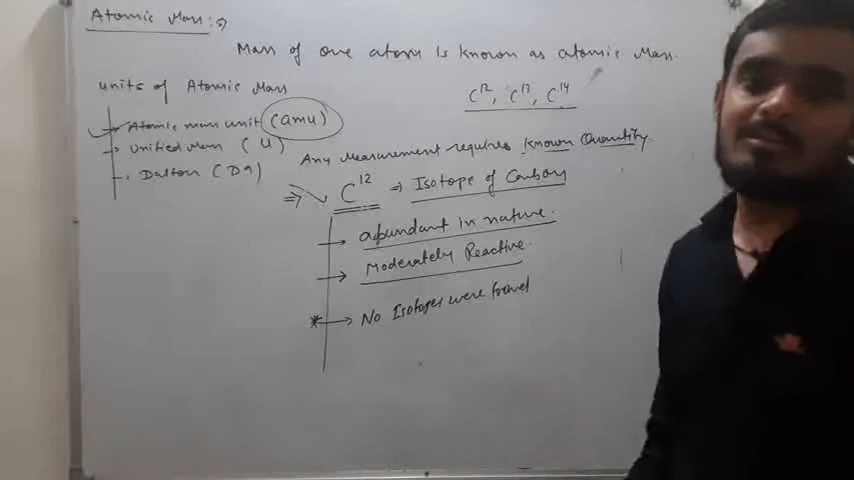 Atomic Mass:⇒
Mass of one atom is known as atomic Mass.
units of Atomic Mass
C¹², C¹³, C¹⁴
→ Atomic mass unit (amu)
→ Unified Mass (u)
→ Dalton (Da)
Any Measurement requires known Quantity.
⇒ C¹² ⇒ Isotope of Carbon
→ abundant in nature.
→ Moderately Reactive.
* → No Isotopes were found